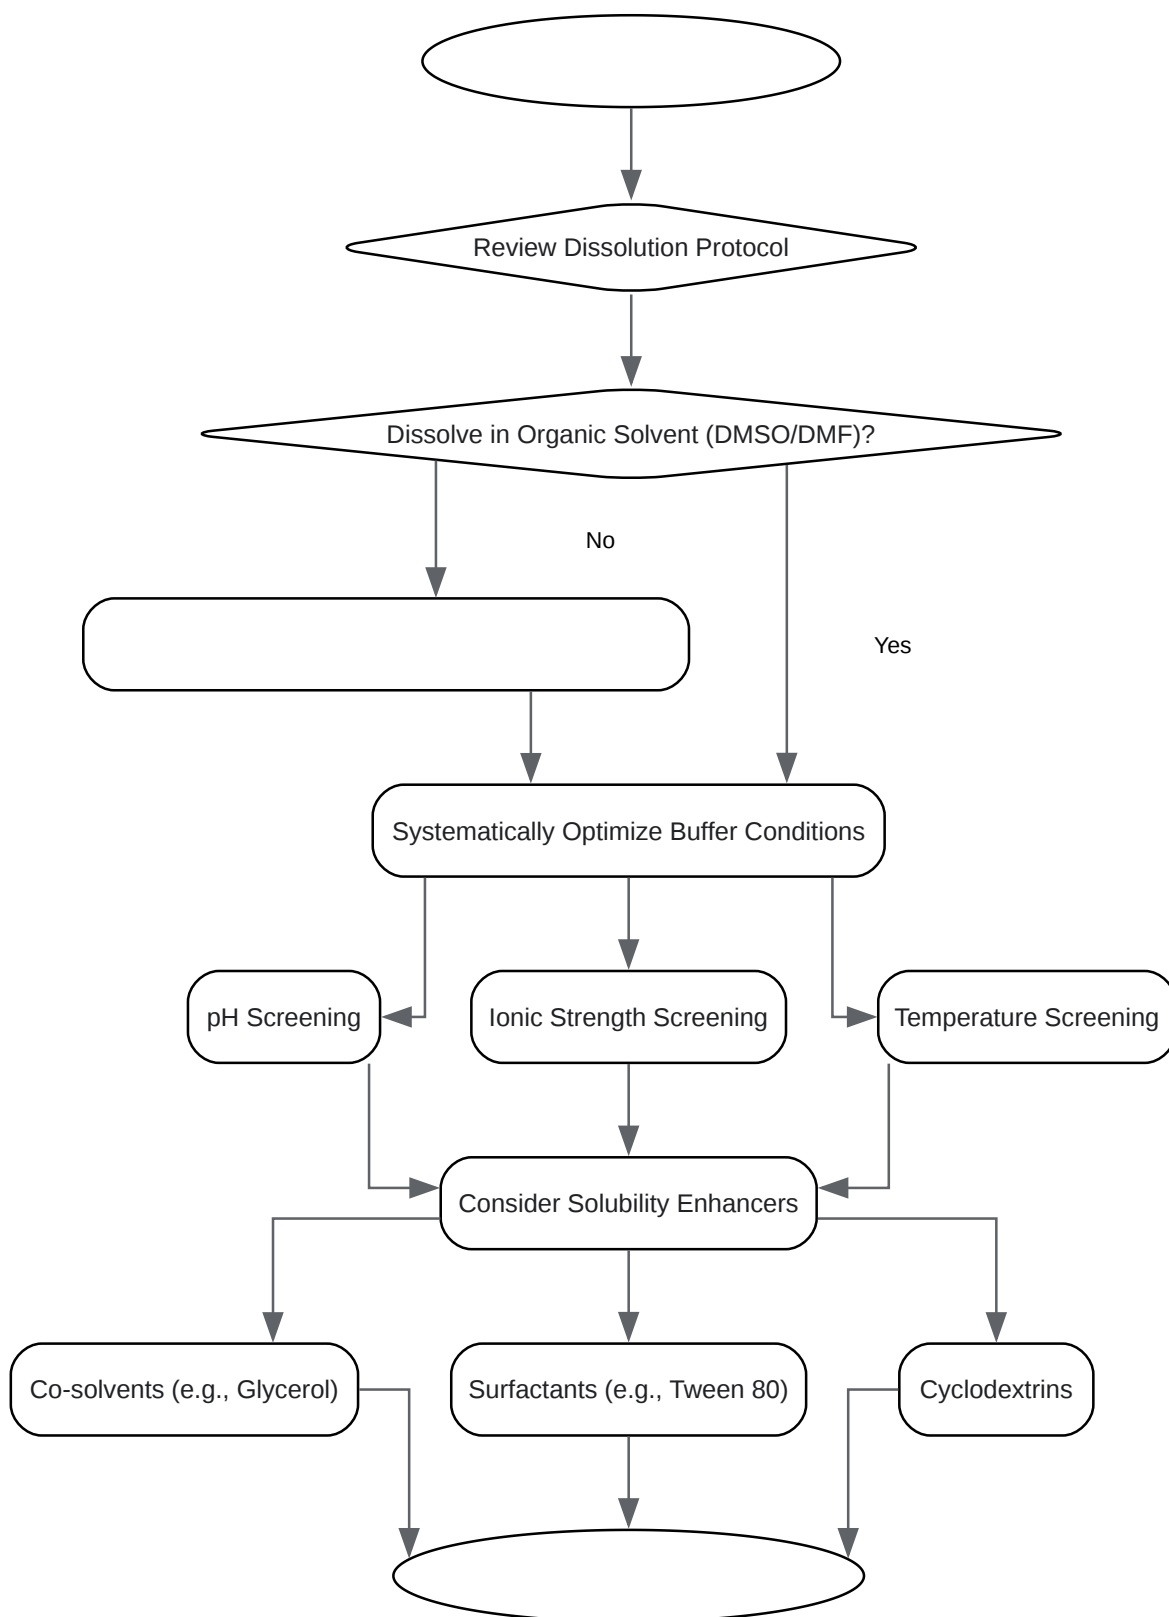 Review Dissolution Protocol
Dissolve in Organic Solvent (DMSO/DMF)?
No
Yes
Systematically Optimize Buffer Conditions
pH Screening
Ionic Strength Screening
Temperature Screening
Consider Solubility Enhancers
Co-solvents (e.g., Glycerol)
Surfactants (e.g., Tween 80)
Cyclodextrins